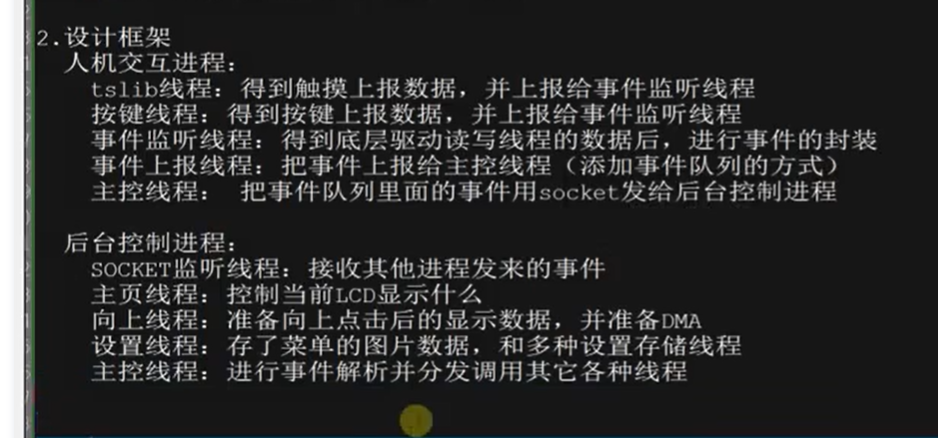 2.设计框架
人机交互进程：
tslib线程：得到触摸上报数据，并上报给事件监听线程
按键线程：得到按键上报数据，并上报给事件监听线程
事件监听线程：得到底层驱动读写线程的数据后，进行事件的封装
事件上报线程：把事件上报给主控线程（添加事件队列的方式）
主控线程： 把事件队列里面的事件用socket发给后台控制进程
后台控制进程：
SOCKET监听线程：接收其他进程发来的事件
主页线程：控制当前LCD显示什么
向上线程：准备向上点击后的显示数据，并准备DMA
设置线程：存了菜单的图片数据，和多种设置存储线程
主控线程：进行事件解析并分发调用其它各种线程